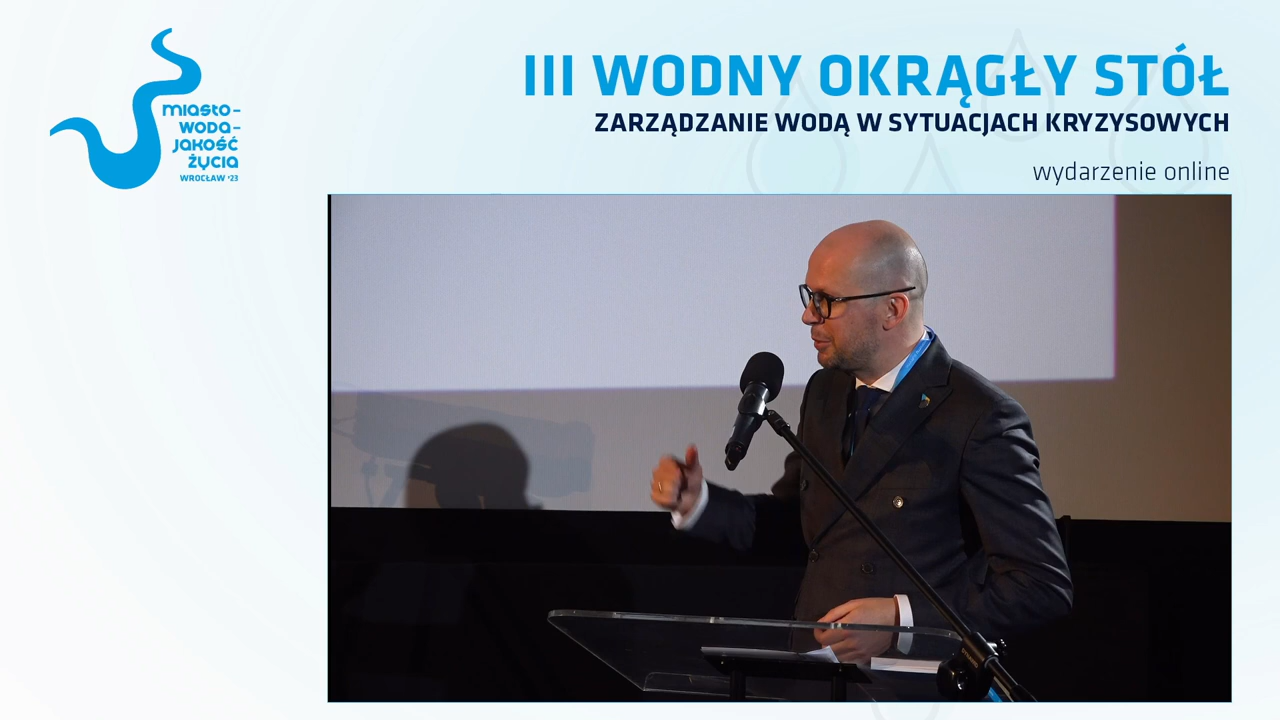 miasto-
woda-
jakość
życia
WROCŁAW '23
III WODNY OKRĄGŁY STÓŁ
ZARZĄDZANIE WODĄ W SYTUACJACH KRYZYSOWYCH
wydarzenie online